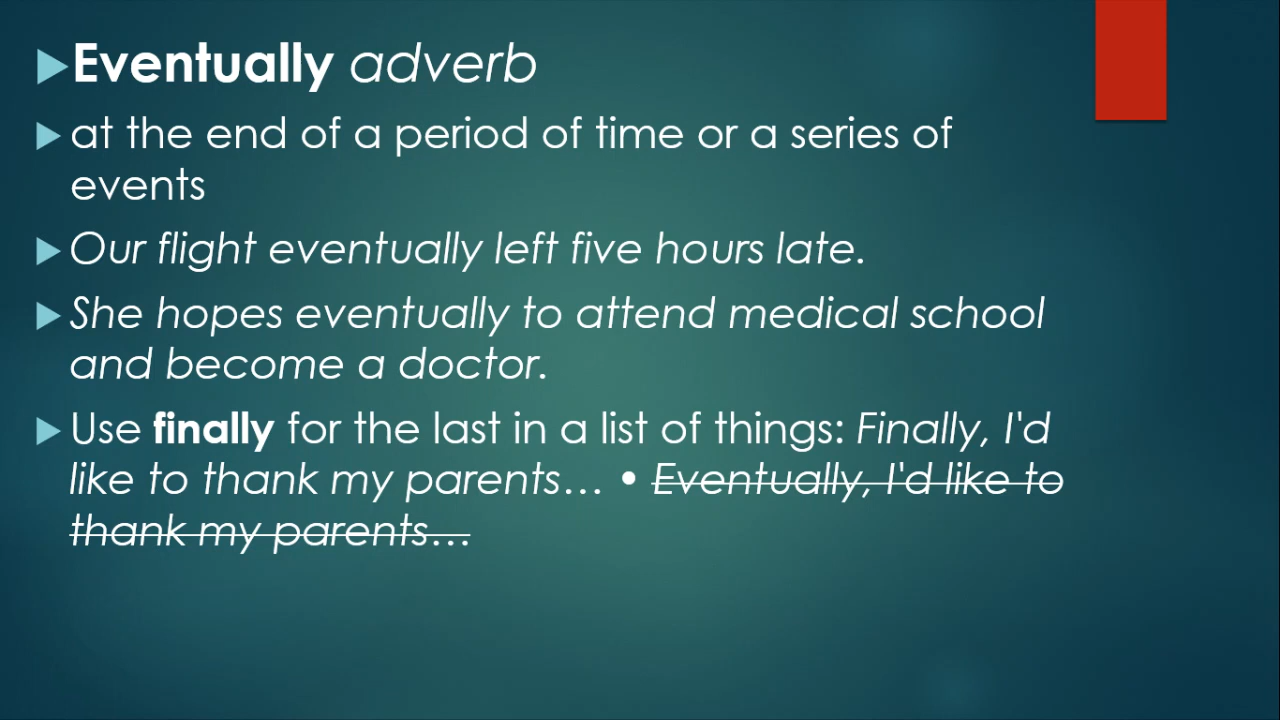 Eventually adverb
at the end of a period of time or a series of
events
Our flight eventually left five hours late.
She hopes eventually to attend medical school
and become a doctor.
Use finally for the last in a list of things: Finally, I'd
like to thank my parents… • Eventually, I'd like to
thank my parents…